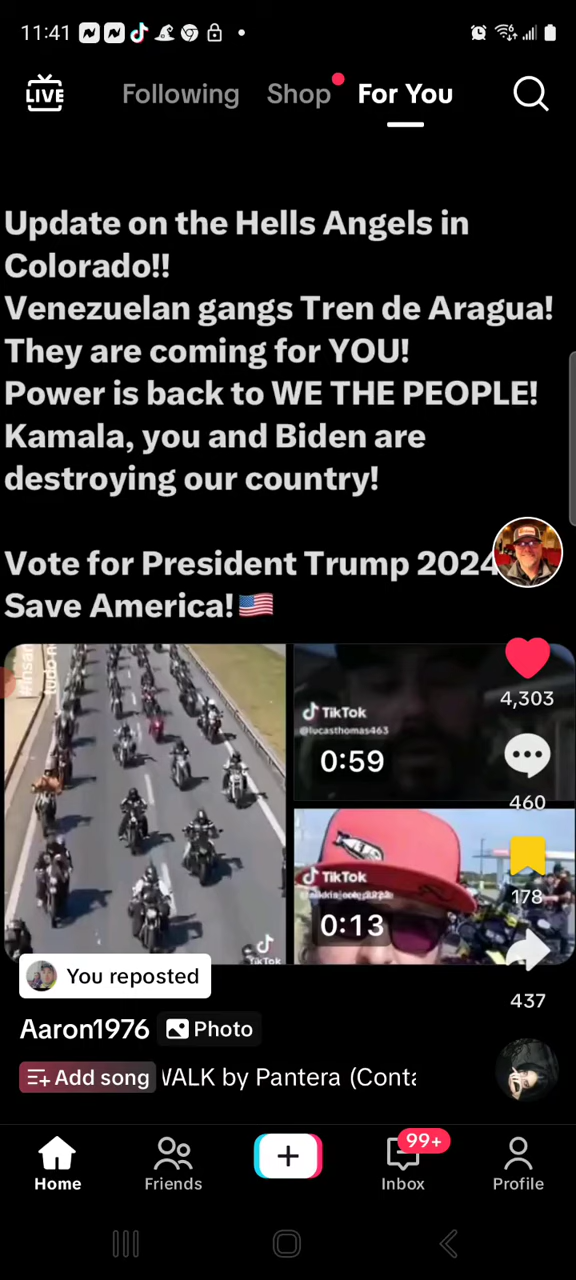 11:41
LIVE
Following
Shop
For You
Update on the Hells Angels in
Colorado!!
Venezuelan gangs Tren de Aragua!
They are coming for YOU!
Power is back to WE THE PEOPLE!
Kamala, you and Biden are
destroying our country!
Vote for President Trump 2024
Save America!🇺🇸
TikTok
@lucasthomas463
0:59
4,303
460
TikTok
0:13
178
TikTok
You reposted
437
Aaron1976
Photo
Add song
WALK by Pantera (Conta
99+
Home
Friends
Inbox
Profile